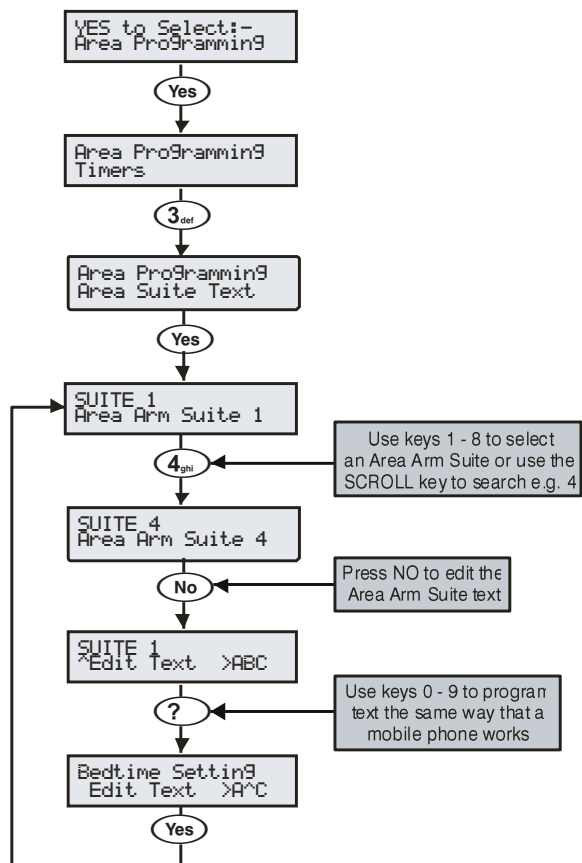 YES to Select:-
Area Programming
Yes
Area Programming
Timers
3def
Area Programming
Area Suite Text
Yes
SUITE 1
Area Arm Suite 1
4ghi
Use keys 1 - 8 to select
an Area Arm Suite or use the
SCROLL key to search e.g. 4
SUITE 4
Area Arm Suite 4
No
Press NO to edit the
Area Arm Suite text
SUITE 1
^Edit Text >ABC
?
Use keys 0 - 9 to program
text the same way that a
mobile phone works
Bedtime Setting
Edit Text >A^C
Yes